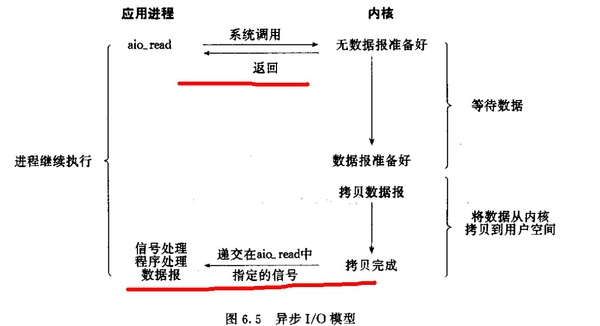 应用进程
内核
aio_read
系统调用
无数据报准备好
返回
等待数据
进程继续执行
数据报准备好
拷贝数据报
将数据从内核
拷贝到用户空间
信号处理
程序处理
数据报
递交在aio_read中
指定的信号
拷贝完成
图 6.5 异步 I/O 模型